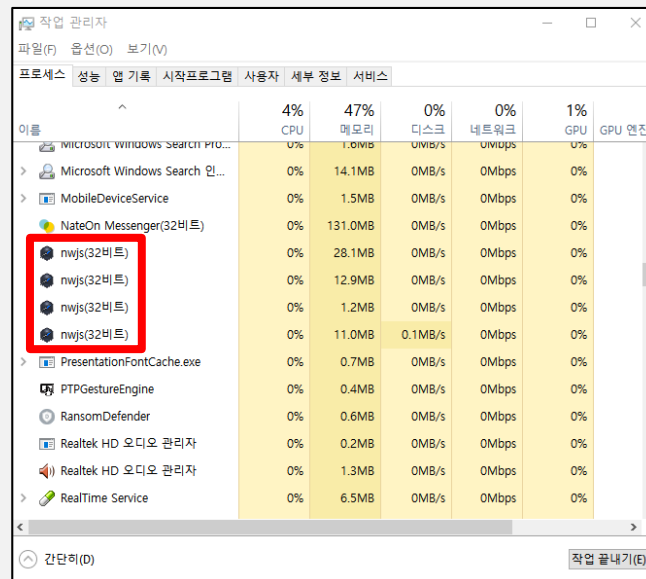 작업 관리자
파일(F) 옵션(O) 보기(V)
프로세스 성능 앱 기록 시작프로그램 사용자 세부 정보 서비스
4% 47% 0% 0% 1%
이름 CPU 메모리 디스크 네트워크 GPU GPU 엔진
Microsoft Windows Search Pro... 0% 1.6MB 0MB/s 0Mbps 0%
Microsoft Windows Search 인... 0% 14.1MB 0MB/s 0Mbps 0%
MobileDeviceService 0% 1.5MB 0MB/s 0Mbps 0%
NateOn Messenger(32비트) 0% 131.0MB 0MB/s 0Mbps 0%
nwjs(32비트) 0% 28.1MB 0MB/s 0Mbps 0%
nwjs(32비트) 0% 12.9MB 0MB/s 0Mbps 0%
nwjs(32비트) 0% 1.2MB 0MB/s 0Mbps 0%
nwjs(32비트) 0% 11.0MB 0.1MB/s 0Mbps 0%
PresentationFontCache.exe 0% 0.7MB 0MB/s 0Mbps 0%
PTPGestureEngine 0% 0.4MB 0MB/s 0Mbps 0%
RansomDefender 0% 0.6MB 0MB/s 0Mbps 0%
Realtek HD 오디오 관리자 0% 0.2MB 0MB/s 0Mbps 0%
Realtek HD 오디오 관리자 0% 1.3MB 0MB/s 0Mbps 0%
RealTime Service 0% 6.5MB 0MB/s 0Mbps 0%
간단히(D) 작업 끝내기(E)